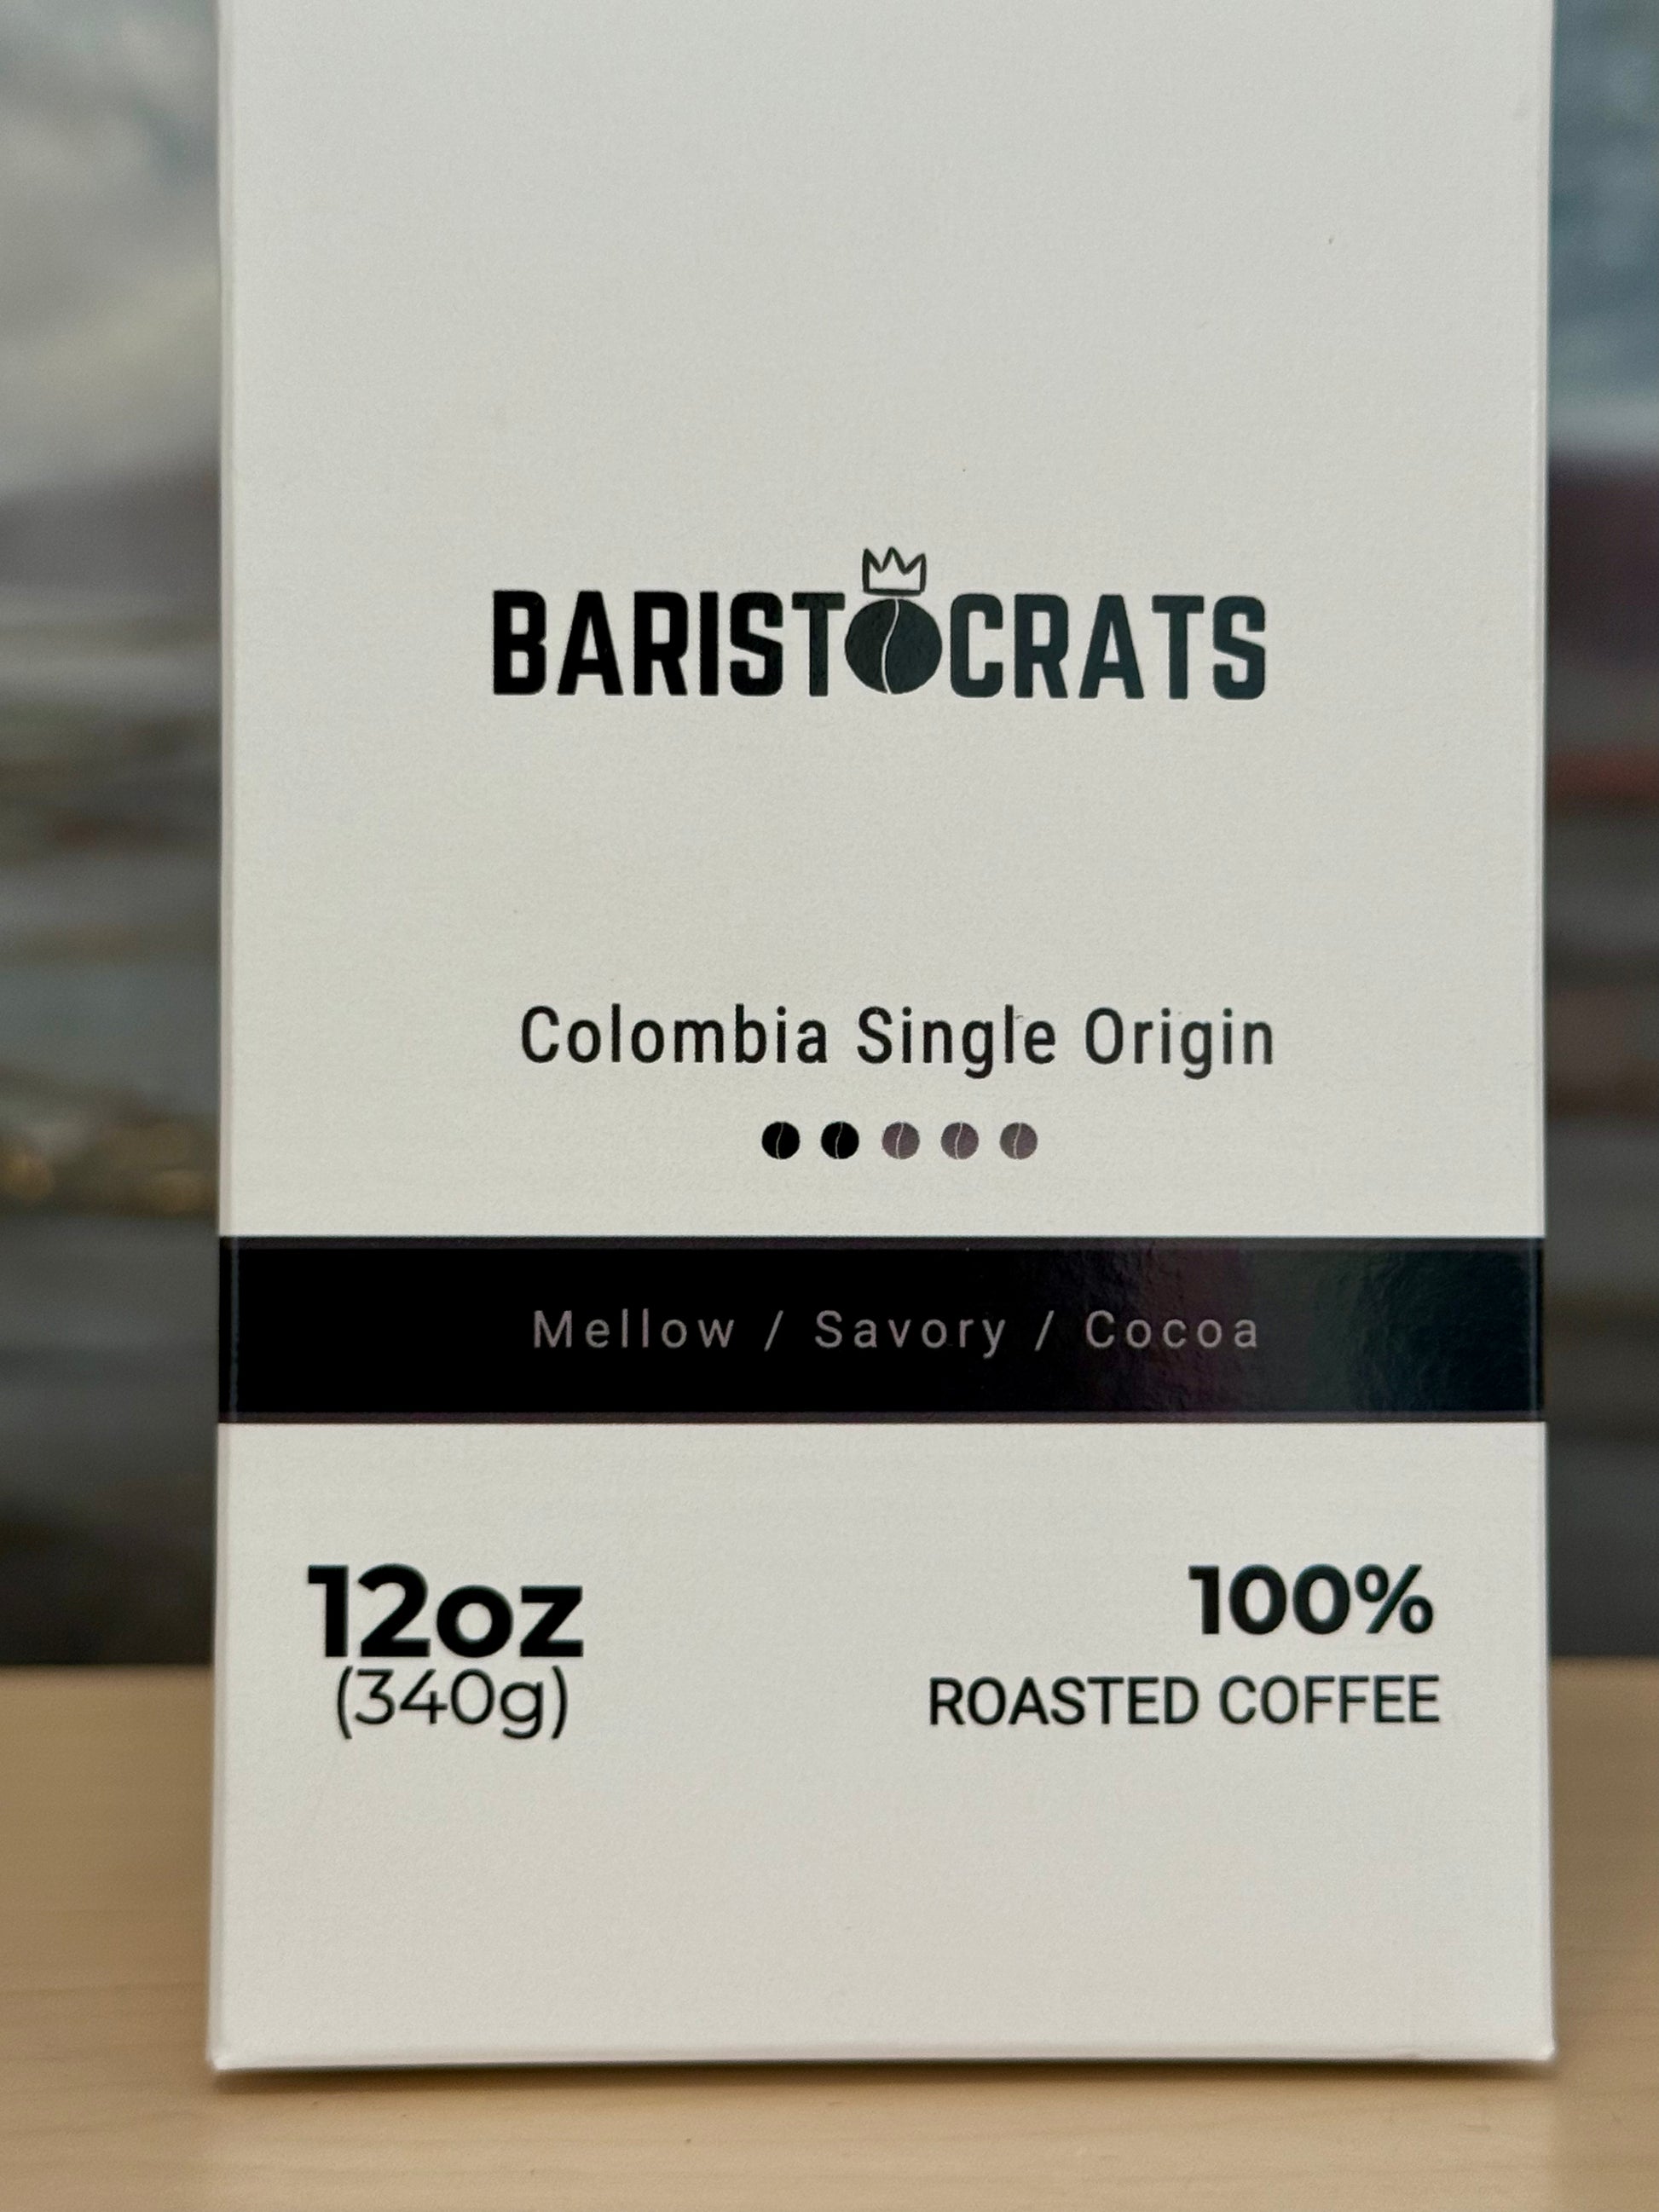 BARISTOCRATS
Colombia Single Origin
Mellow / Savory / Cocoa
12oz
(340g)
100%
ROASTED COFFEE